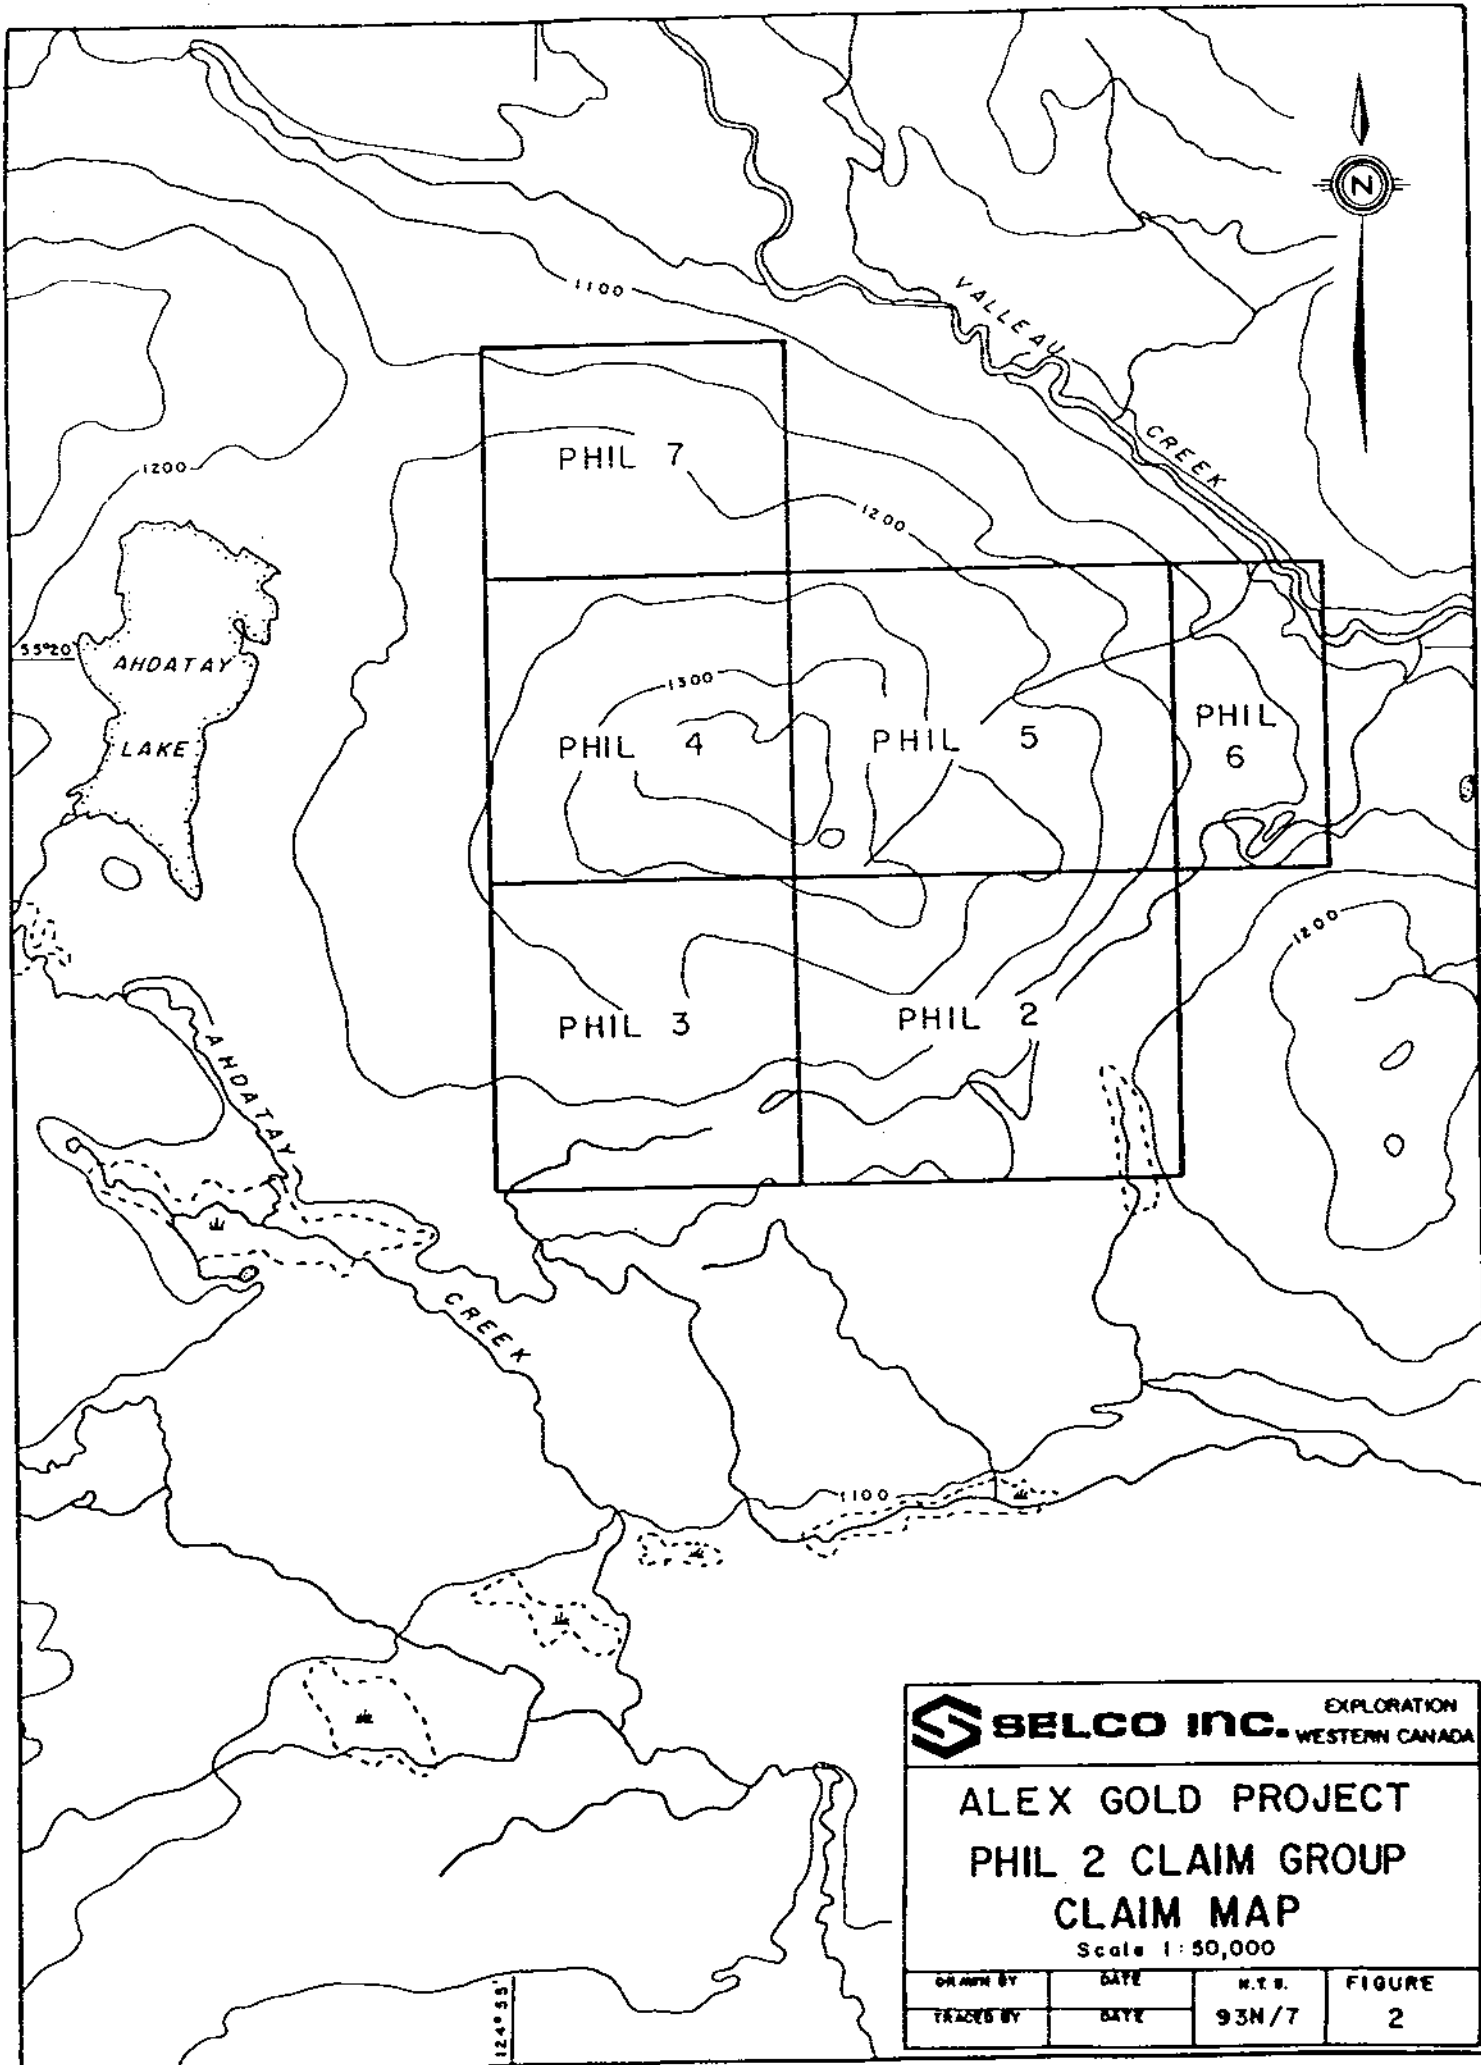 N
1100
VALLEAU
CREEK
PHIL 7
1200
1200
55°20'
AHDATAY
LAKE
1300
PHIL 4
PHIL 5
PHIL
6
1200
PHIL 3
PHIL 2
AHDATAY
CREEK
1100
SELCO INC.
EXPLORATION
WESTERN CANADA
ALEX GOLD PROJECT
PHIL 2 CLAIM GROUP
CLAIM MAP
Scale 1:50,000
DRAWN BY
DATE
N.T.S.
FIGURE
TRACED BY
DATE
93N/7
2
124°55'